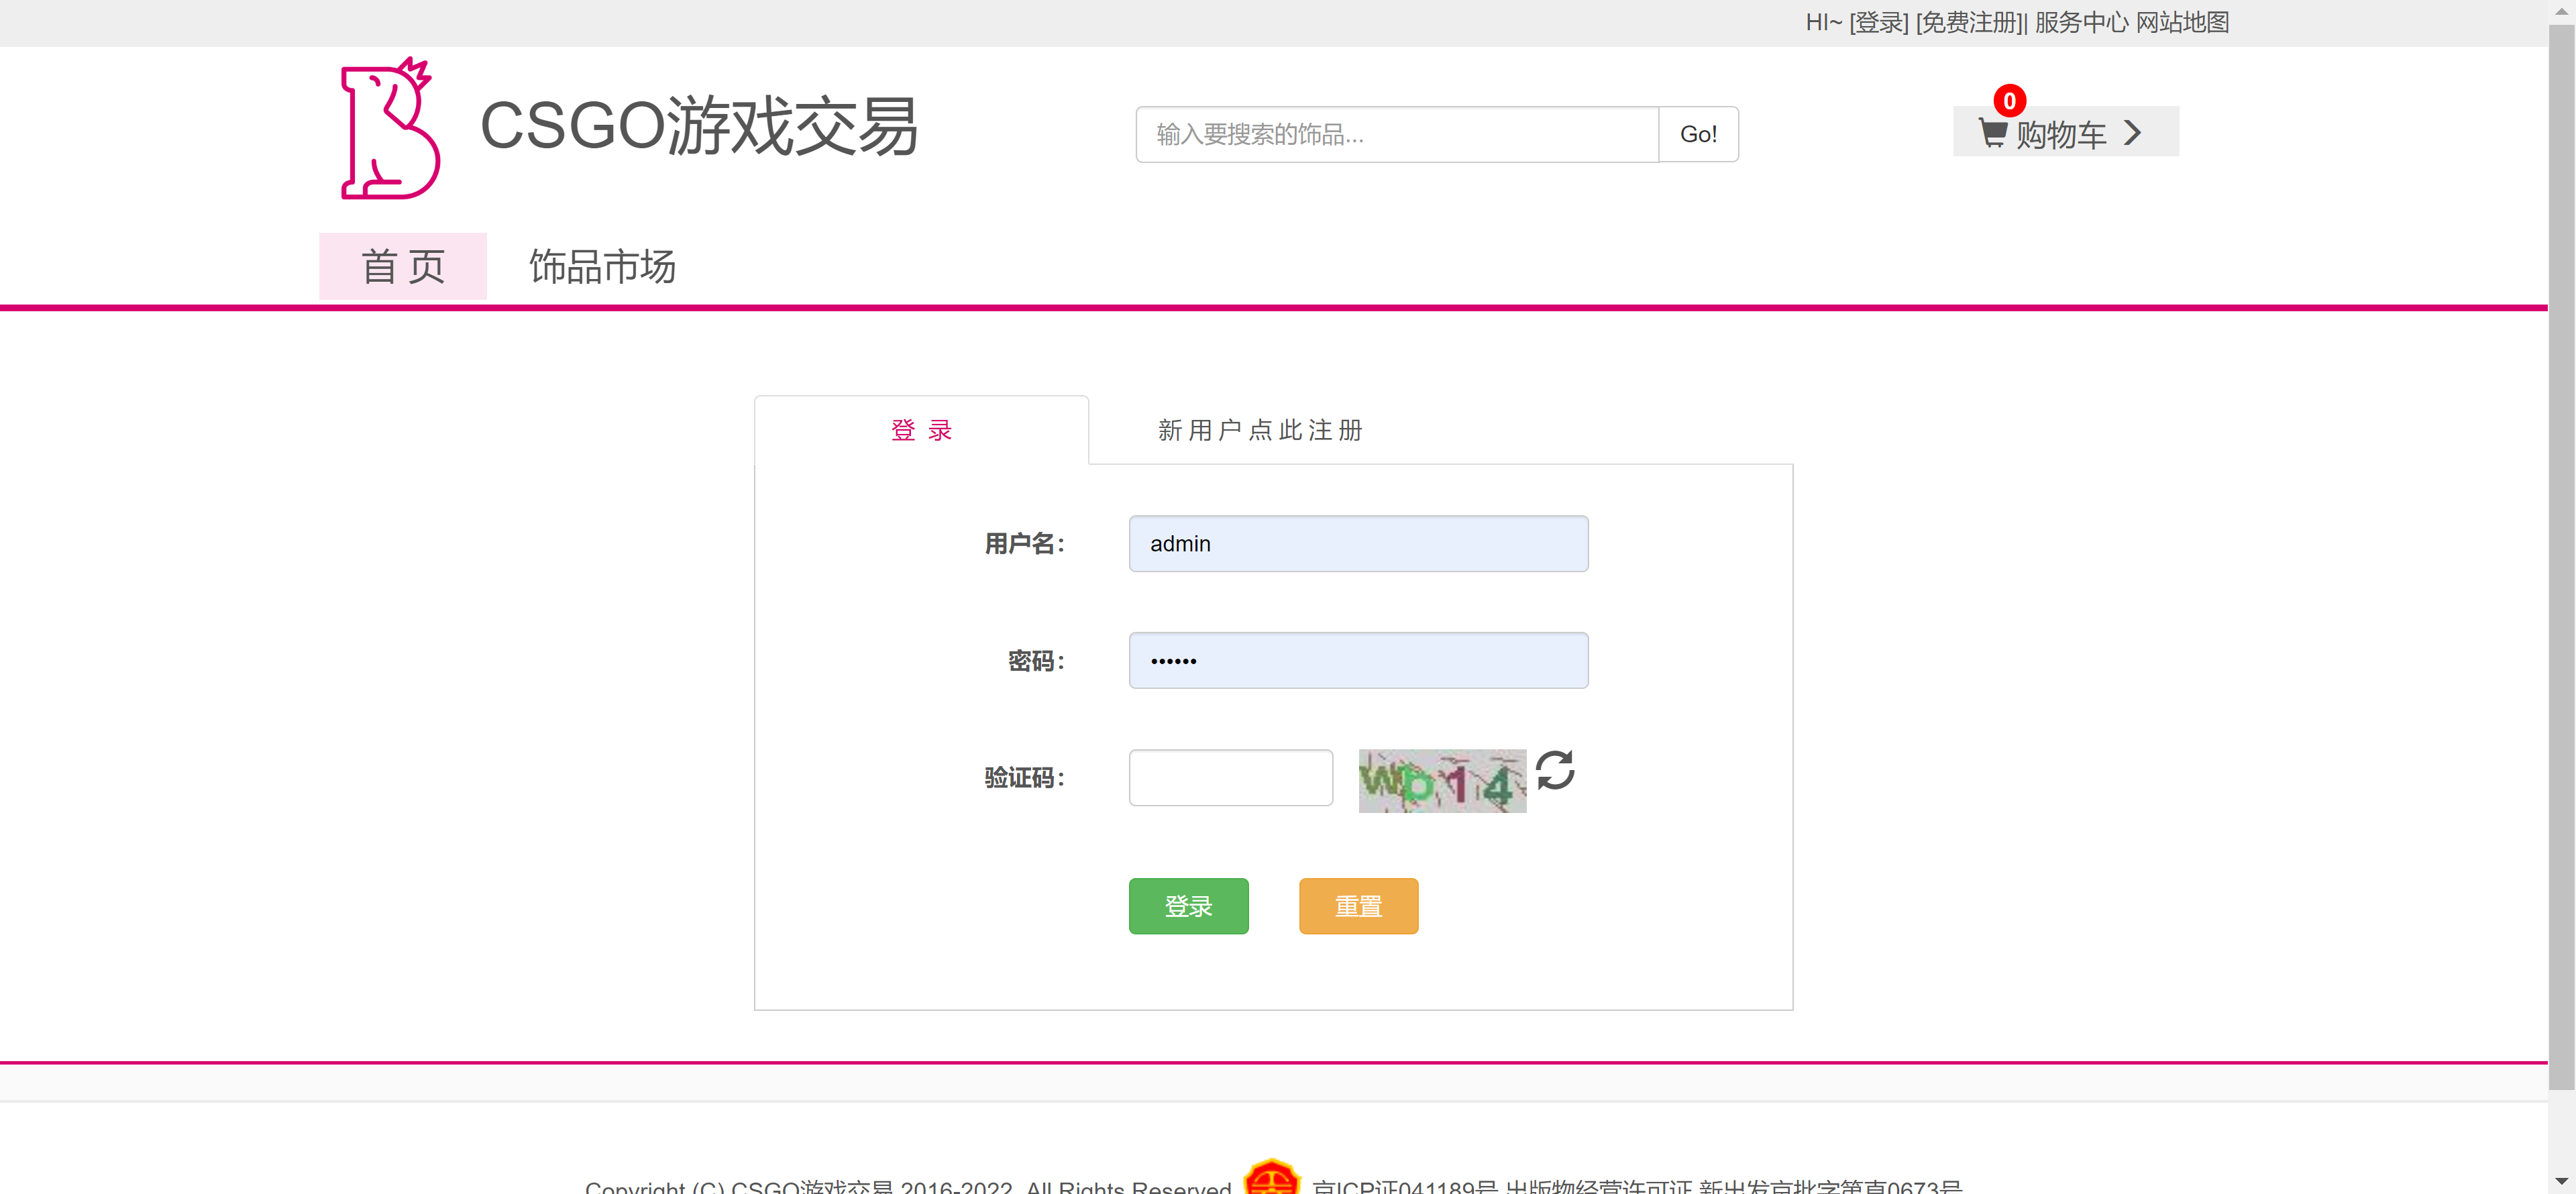 HI~ [登录] [免费注册]| 服务中心 网站地图
CSGO游戏交易
输入要搜索的饰品...
Go!
0
购物车
首 页
饰品市场
登 录
新 用 户 点 此 注 册
用户名：
admin
密码：
••••••
验证码：
Wb14
登录
重置
Copyright (C) CSGO游戏交易 2016-2022, All Rights Reserved
京ICP证041189号 出版物经营许可证 新出发京批字第直0673号